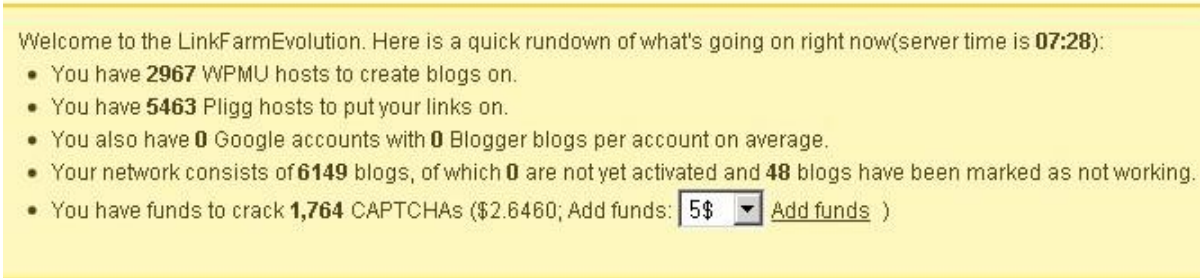 Welcome to the LinkFarmEvolution. Here is a quick rundown of what's going on right now(server time is 07:28):
• You have 2967 WPMU hosts to create blogs on.
• You have 5463 Pligg hosts to put your links on.
• You also have 0 Google accounts with 0 Blogger blogs per account on average.
• Your network consists of 6149 blogs, of which 0 are not yet activated and 48 blogs have been marked as not working.
• You have funds to crack 1,764 CAPTCHAs ($2.6460; Add funds: 5$ Add funds )